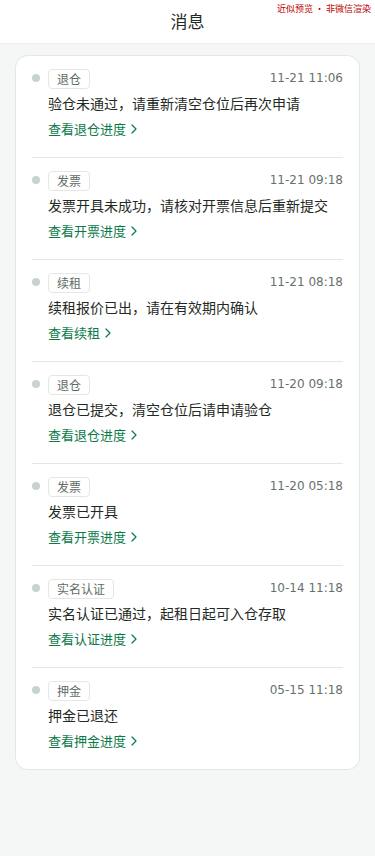 近似预览 · 非微信渲染
消息
退仓 11-21 11:06
验仓未通过，请重新清空仓位后再次申请
查看退仓进度
发票 11-21 09:18
发票开具未成功，请核对开票信息后重新提交
查看开票进度
续租 11-21 08:18
续租报价已出，请在有效期内确认
查看续租
退仓 11-20 09:18
退仓已提交，清空仓位后请申请验仓
查看退仓进度
发票 11-20 05:18
发票已开具
查看开票进度
实名认证 10-14 11:18
实名认证已通过，起租日起可入仓存取
查看认证进度
押金 05-15 11:18
押金已退还
查看押金进度